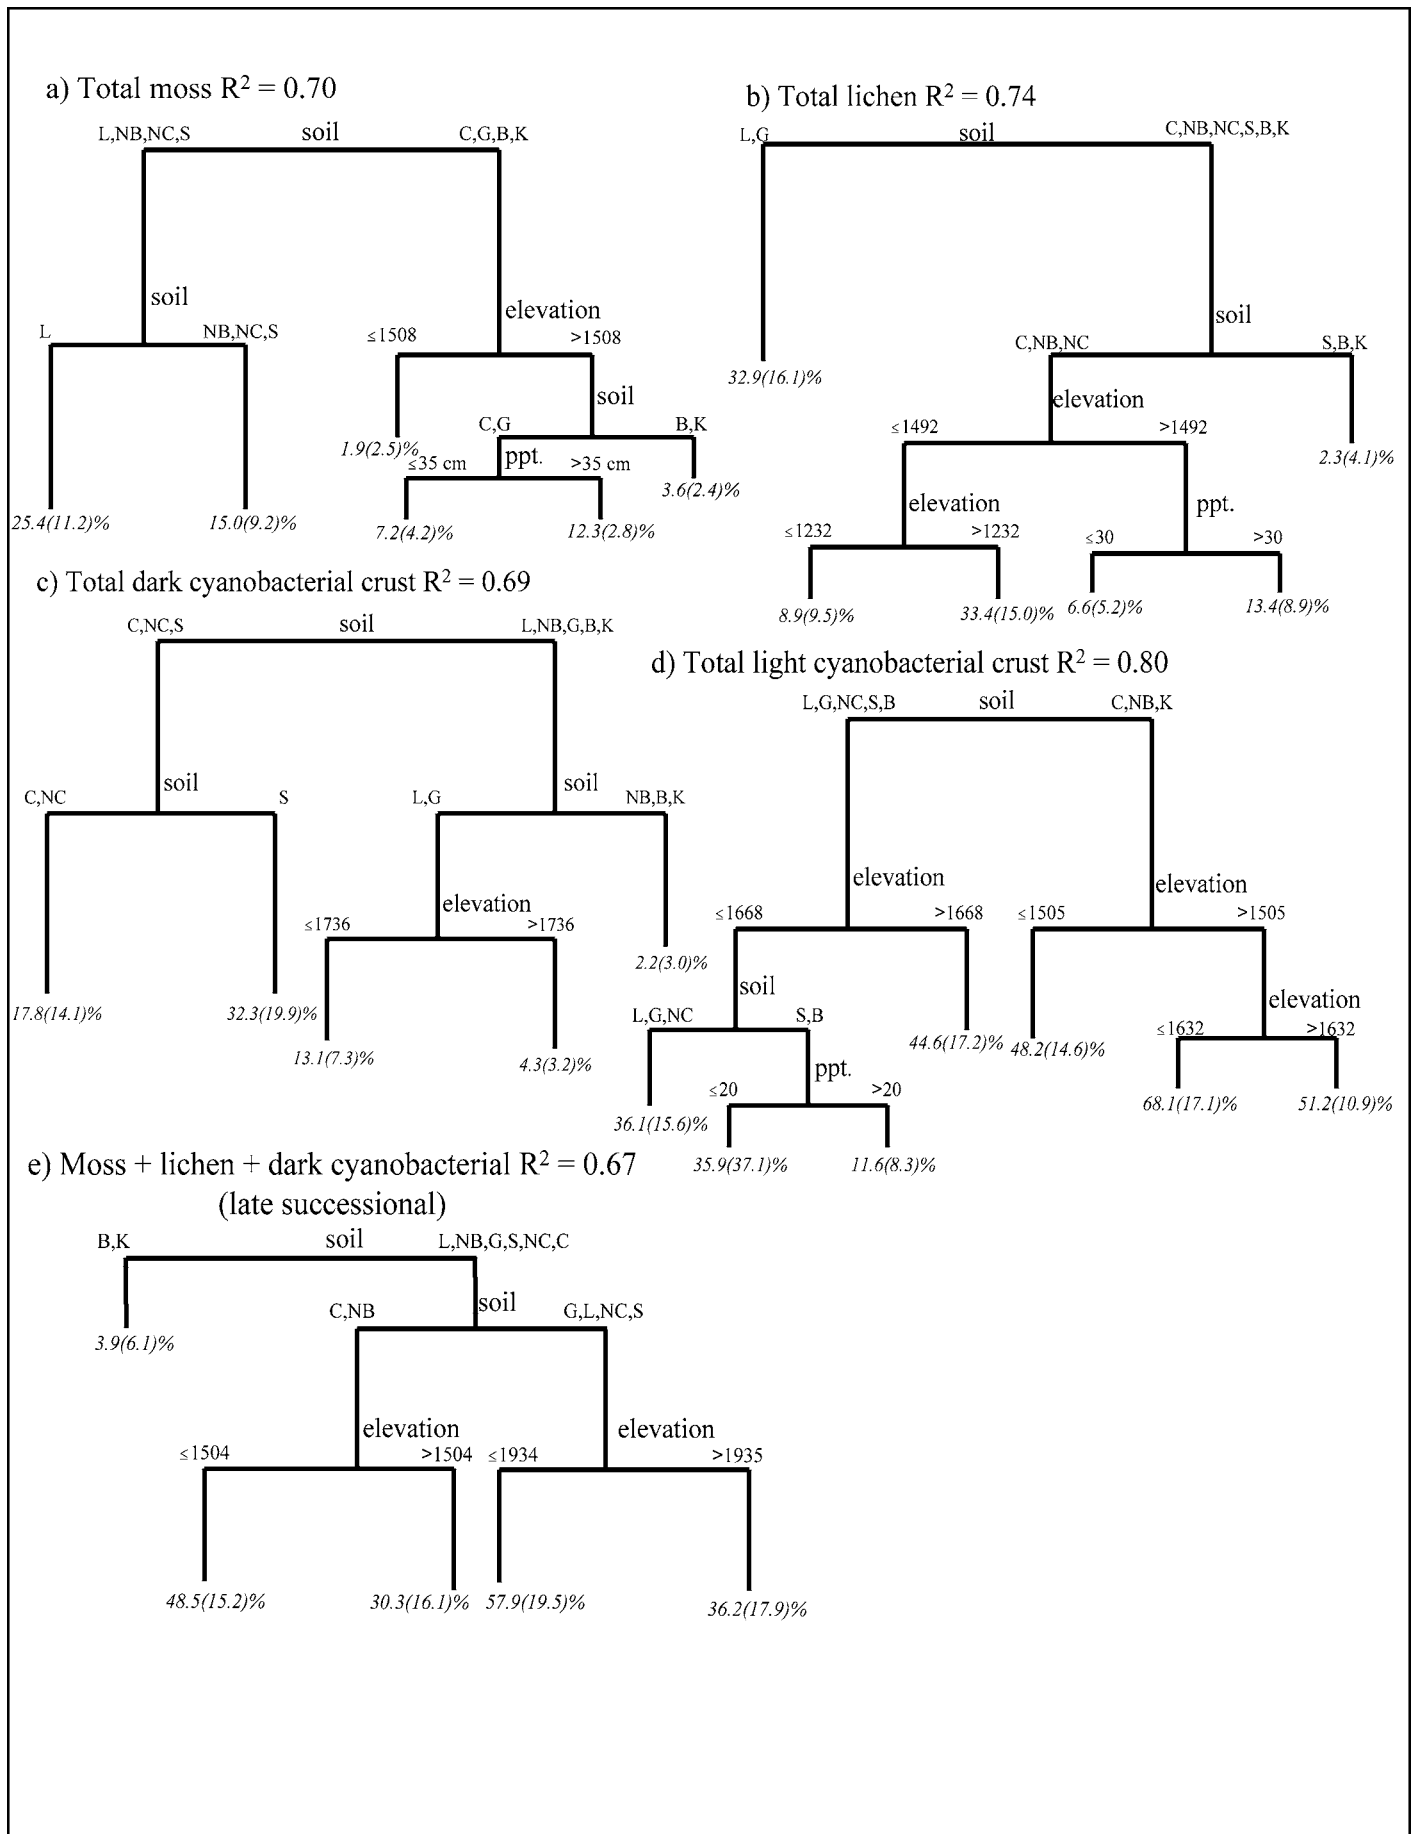 a) Total moss R² = 0.70
L,NB,NC,S soil C,G,B,K
soil
elevation
L NB,NC,S ≤1508 >1508
soil
C,G B,K
1.9(2.5)%
≤35 cm ppt. >35 cm
3.6(2.4)%
25.4(11.2)% 15.0(9.2)% 7.2(4.2)% 12.3(2.8)%
b) Total lichen R² = 0.74
L,G soil C,NB,NC,S,B,K
soil
C,NB,NC S,B,K
32.9(16.1)%
elevation
≤1492 >1492
2.3(4.1)%
elevation ppt.
≤1232 >1232 ≤30 >30
8.9(9.5)% 33.4(15.0)% 6.6(5.2)% 13.4(8.9)%
c) Total dark cyanobacterial crust R² = 0.69
C,NC,S soil L,NB,G,B,K
soil soil
C,NC S L,G NB,B,K
elevation
≤1736 >1736
2.2(3.0)%
17.8(14.1)% 32.3(19.9)%
13.1(7.3)% 4.3(3.2)%
d) Total light cyanobacterial crust R² = 0.80
L,G,NC,S,B soil C,NB,K
elevation elevation
≤1668 >1668 ≤1505 >1505
soil elevation
L,G,NC S,B ≤1632 >1632
44.6(17.2)% 48.2(14.6)%
ppt.
≤20 >20
68.1(17.1)% 51.2(10.9)%
36.1(15.6)%
35.9(37.1)% 11.6(8.3)%
e) Moss + lichen + dark cyanobacterial R² = 0.67
(late successional)
B,K soil L,NB,G,S,NC,C
soil
C,NB G,L,NC,S
3.9(6.1)%
elevation elevation
≤1504 >1504 ≤1934 >1935
48.5(15.2)% 30.3(16.1)% 57.9(19.5)% 36.2(17.9)%